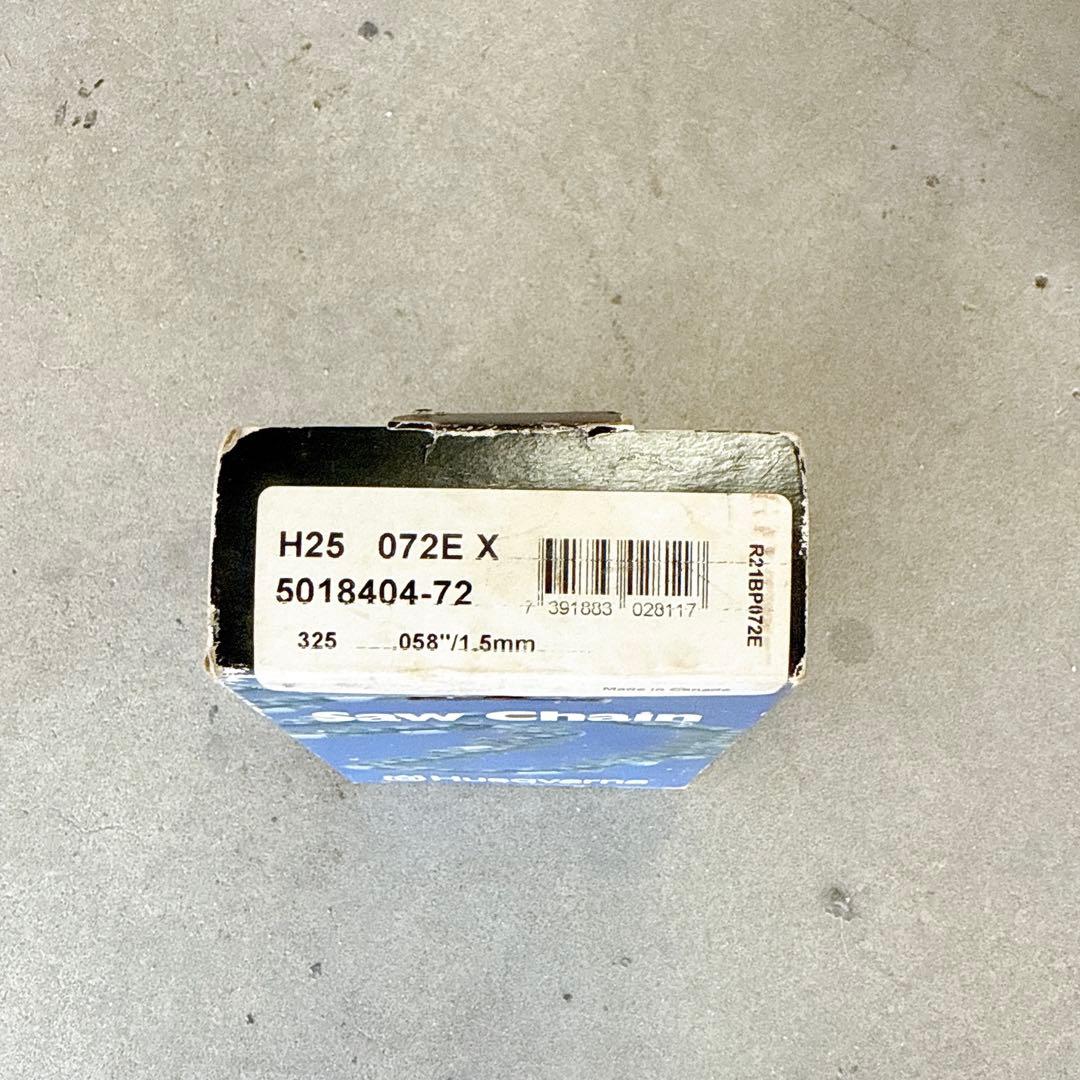 H25 072E X
5018404-72
325 .058"/1.5mm
7 391883 028117
R21BP072E
Made in Canada
Saw Chain
Husqvarna